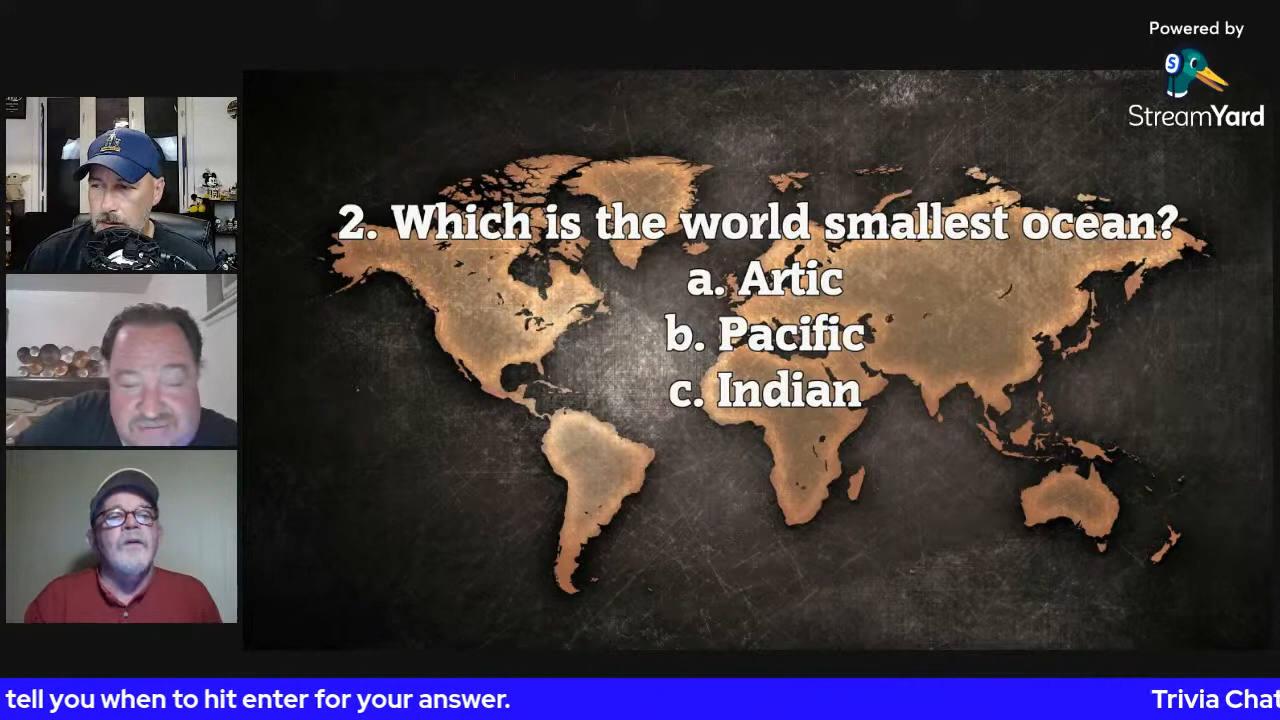 Powered by
StreamYard
2. Which is the world smallest ocean?
a. Artic
b. Pacific
c. Indian
tell you when to hit enter for your answer.
Trivia Chat